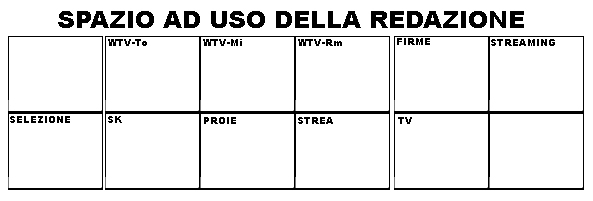 SPAZIO AD USO DELLA REDAZIONE
WTV-To WTV-Mi WTV-Rm FIRME STREAMING
SELEZIONE SK PROIE STREA TV